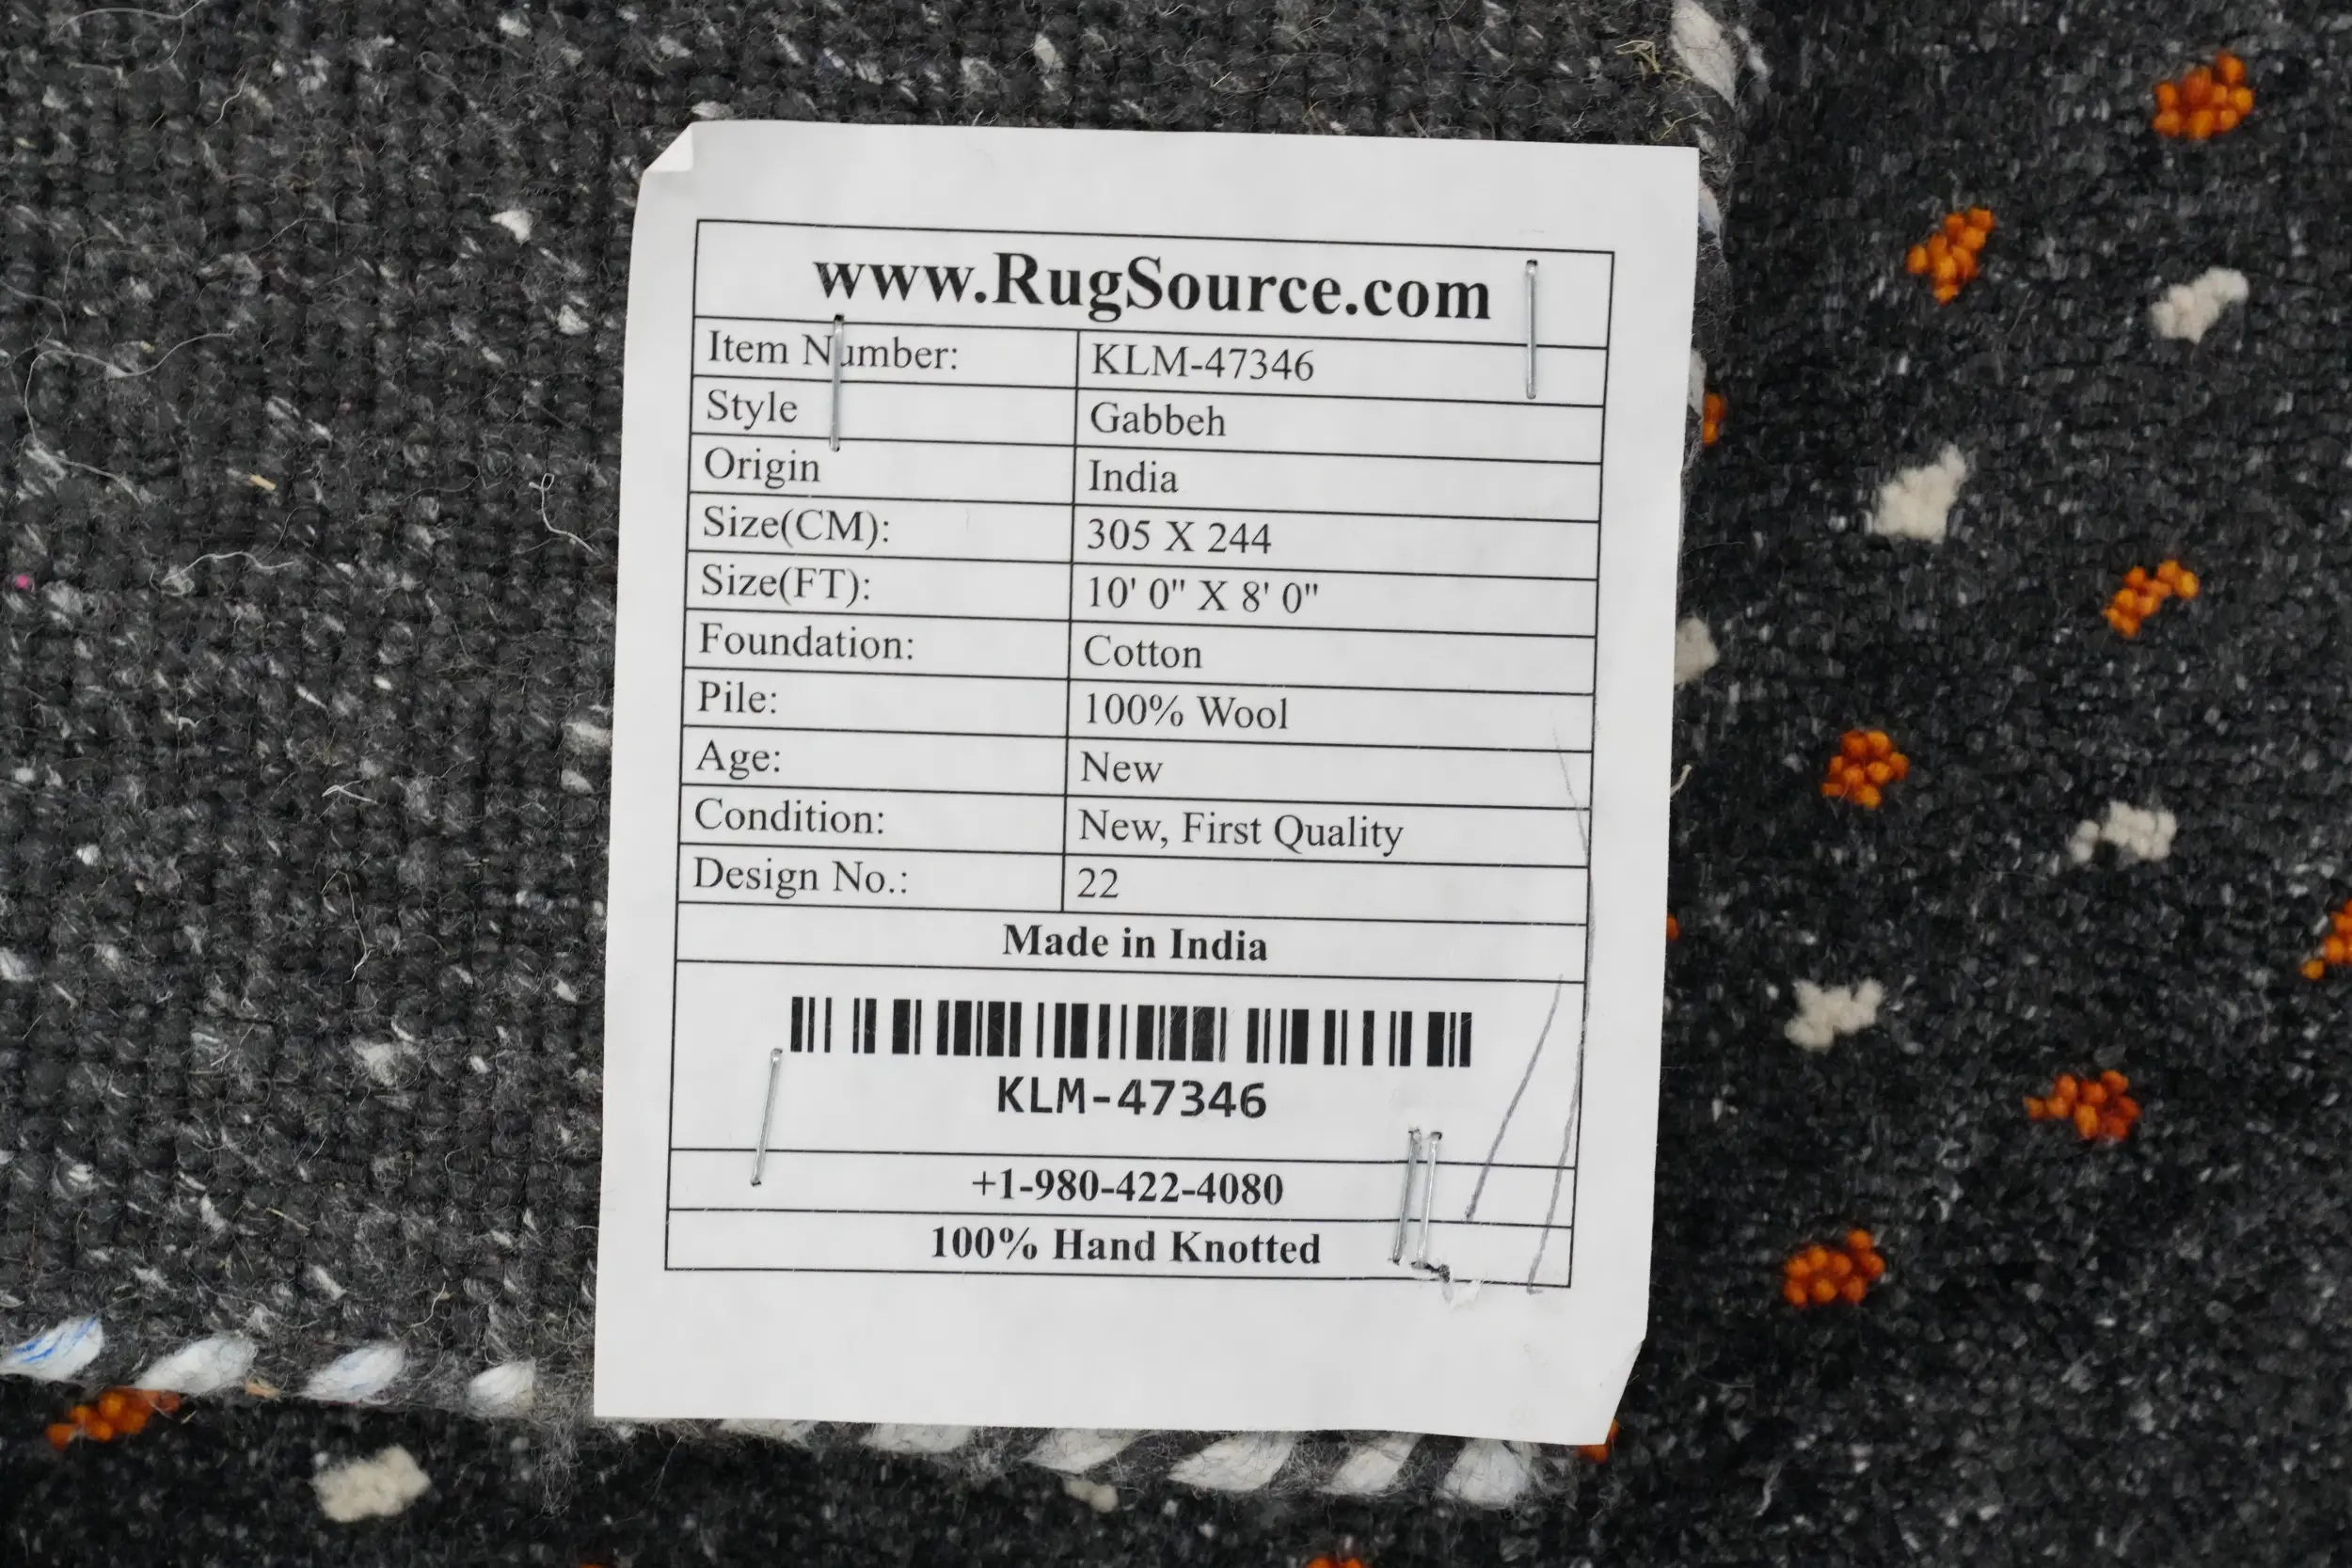 www.RugSource.com
Item Number: KLM-47346
Style Gabbeh
Origin India
Size(CM): 305 X 244
Size(FT): 10' 0" X 8' 0"
Foundation: Cotton
Pile: 100% Wool
Age: New
Condition: New, First Quality
Design No.: 22
Made in India
KLM-47346
+1-980-422-4080
100% Hand Knotted